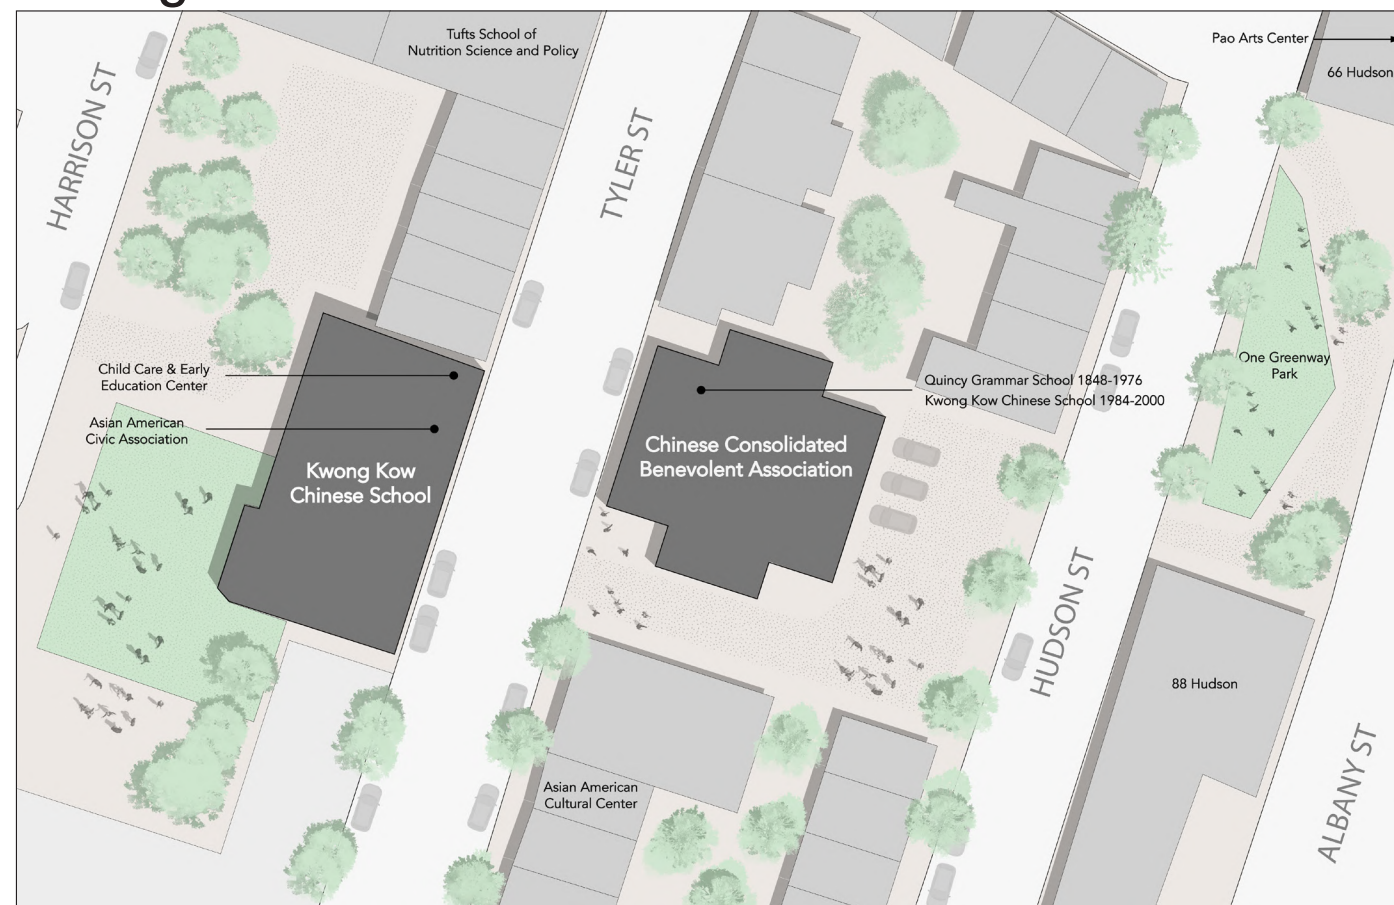 Tufts School of
Nutrition Science and Policy
Pao Arts Center
66 Hudson
HARRISON ST
TYLER ST
Child Care & Early
Education Center
Asian American
Civic Association
Kwong Kow
Chinese School
Chinese Consolidated
Benevolent Association
Quincy Grammar School 1848-1976
Kwong Kow Chinese School 1984-2000
One Greenway
Park
HUDSON ST
88 Hudson
ALBANY ST
Asian American
Cultural Center